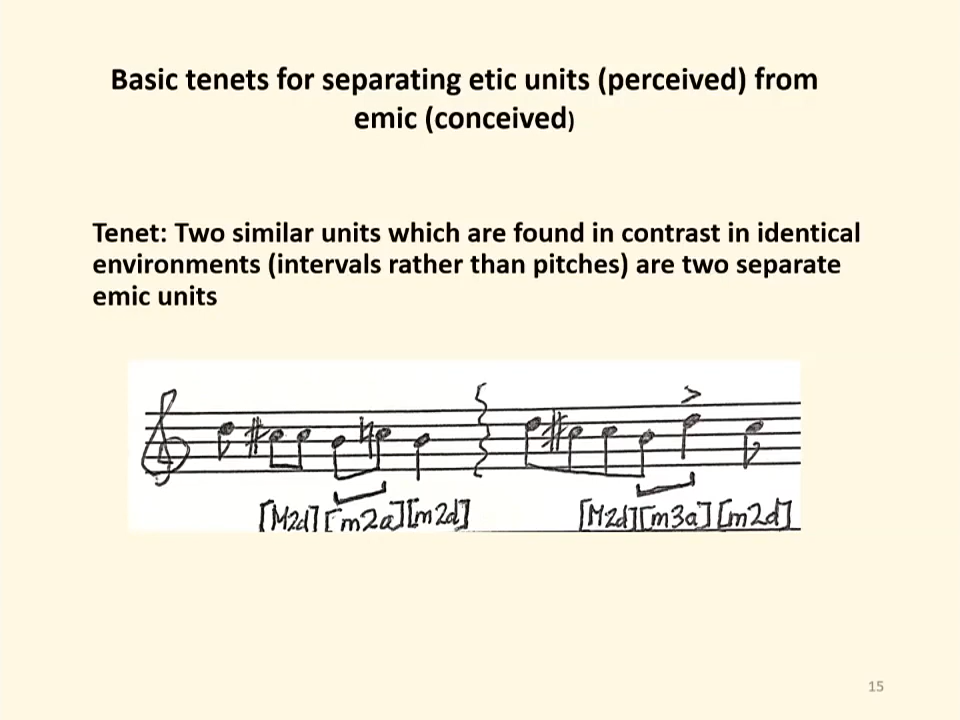 Basic tenets for separating etic units (perceived) from
emic (conceived)
Tenet: Two similar units which are found in contrast in identical
environments (intervals rather than pitches) are two separate
emic units
[M2d] [m2a] [m2d] [M2d] [m3a] [m2d]
15